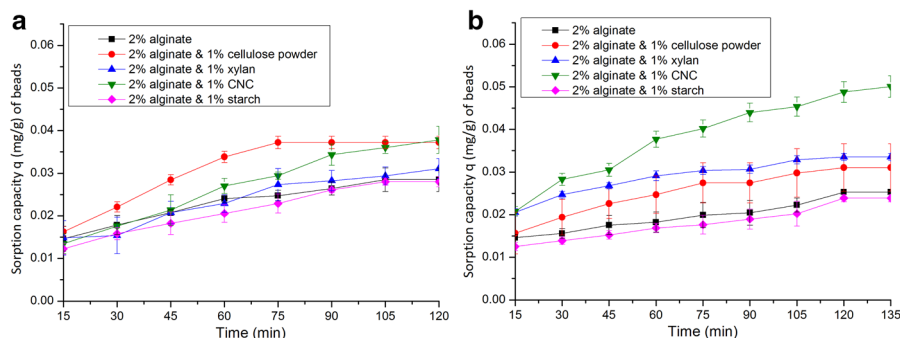 a
2% alginate
2% alginate & 1% cellulose powder
2% alginate & 1% xylan
2% alginate & 1% CNC
2% alginate & 1% starch
Sorption capacity q (mg/g) of beads
0.06
0.05
0.04
0.03
0.02
0.01
0.00
15 30 45 60 75 90 105 120
Time (min)
b
2% alginate
2% alginate & 1% cellulose powder
2% alginate & 1% xylan
2% alginate & 1% CNC
2% alginate & 1% starch
Sorption capacity q (mg/g) of beads
0.06
0.05
0.04
0.03
0.02
0.01
0.00
15 30 45 60 75 90 105 120 135
Time (min)